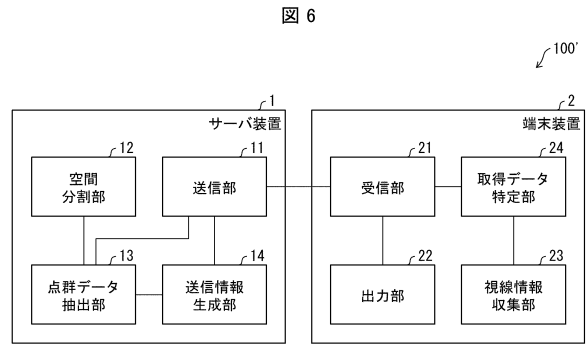 図 6
100'
1
サーバ装置
12
空間
分割部
11
送信部
13
点群データ
抽出部
14
送信情報
生成部
2
端末装置
21
受信部
24
取得データ
特定部
22
出力部
23
視線情報
収集部